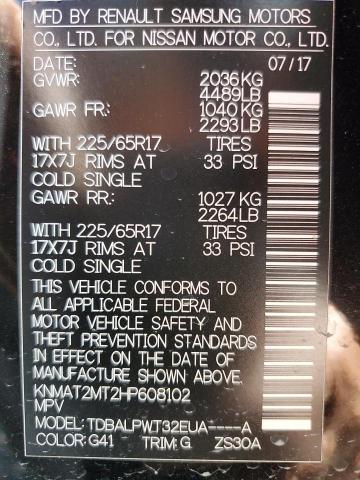 MFD BY RENAULT SAMSUNG MOTORS
CO., LTD. FOR NISSAN MOTOR CO., LTD.
DATE: 07/17
GVWR: 2036KG
4489LB
GAWR FR: 1040KG
2293LB
WITH 225/65R17 TIRES
17X7J RIMS AT 33 PSI
COLD SINGLE
GAWR RR: 1027KG
2264LB
WITH 225/65R17 TIRES
17X7J RIMS AT 33 PSI
COLD SINGLE
THIS VEHICLE CONFORMS TO
ALL APPLICABLE FEDERAL
MOTOR VEHICLE SAFETY AND
THEFT PREVENTION STANDARDS
IN EFFECT ON THE DATE OF
MANUFACTURE SHOWN ABOVE.
KNMAT2MT2HP608102
MPV
MODEL: TDBALPWT32EUA----A
COLOR: G41 TRIM: G ZS30A